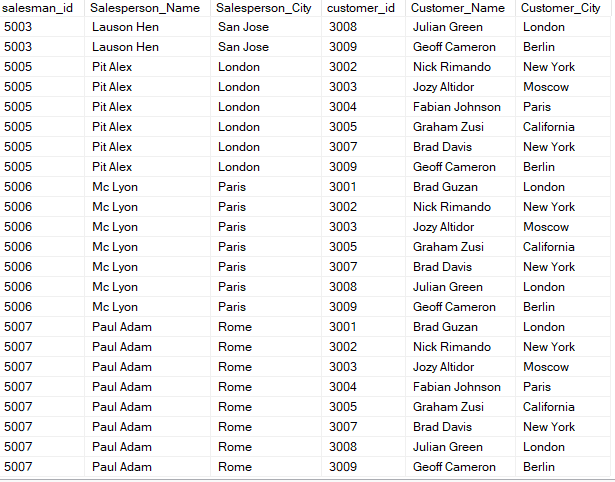 salesman_id Salesperson_Name Salesperson_City customer_id Customer_Name Customer_City
5003 Lauson Hen San Jose 3008 Julian Green London
5003 Lauson Hen San Jose 3009 Geoff Cameron Berlin
5005 Pit Alex London 3002 Nick Rimando New York
5005 Pit Alex London 3003 Jozy Altidor Moscow
5005 Pit Alex London 3004 Fabian Johnson Paris
5005 Pit Alex London 3005 Graham Zusi California
5005 Pit Alex London 3007 Brad Davis New York
5005 Pit Alex London 3009 Geoff Cameron Berlin
5006 Mc Lyon Paris 3001 Brad Guzan London
5006 Mc Lyon Paris 3002 Nick Rimando New York
5006 Mc Lyon Paris 3003 Jozy Altidor Moscow
5006 Mc Lyon Paris 3005 Graham Zusi California
5006 Mc Lyon Paris 3007 Brad Davis New York
5006 Mc Lyon Paris 3008 Julian Green London
5006 Mc Lyon Paris 3009 Geoff Cameron Berlin
5007 Paul Adam Rome 3001 Brad Guzan London
5007 Paul Adam Rome 3002 Nick Rimando New York
5007 Paul Adam Rome 3003 Jozy Altidor Moscow
5007 Paul Adam Rome 3004 Fabian Johnson Paris
5007 Paul Adam Rome 3005 Graham Zusi California
5007 Paul Adam Rome 3007 Brad Davis New York
5007 Paul Adam Rome 3008 Julian Green London
5007 Paul Adam Rome 3009 Geoff Cameron Berlin